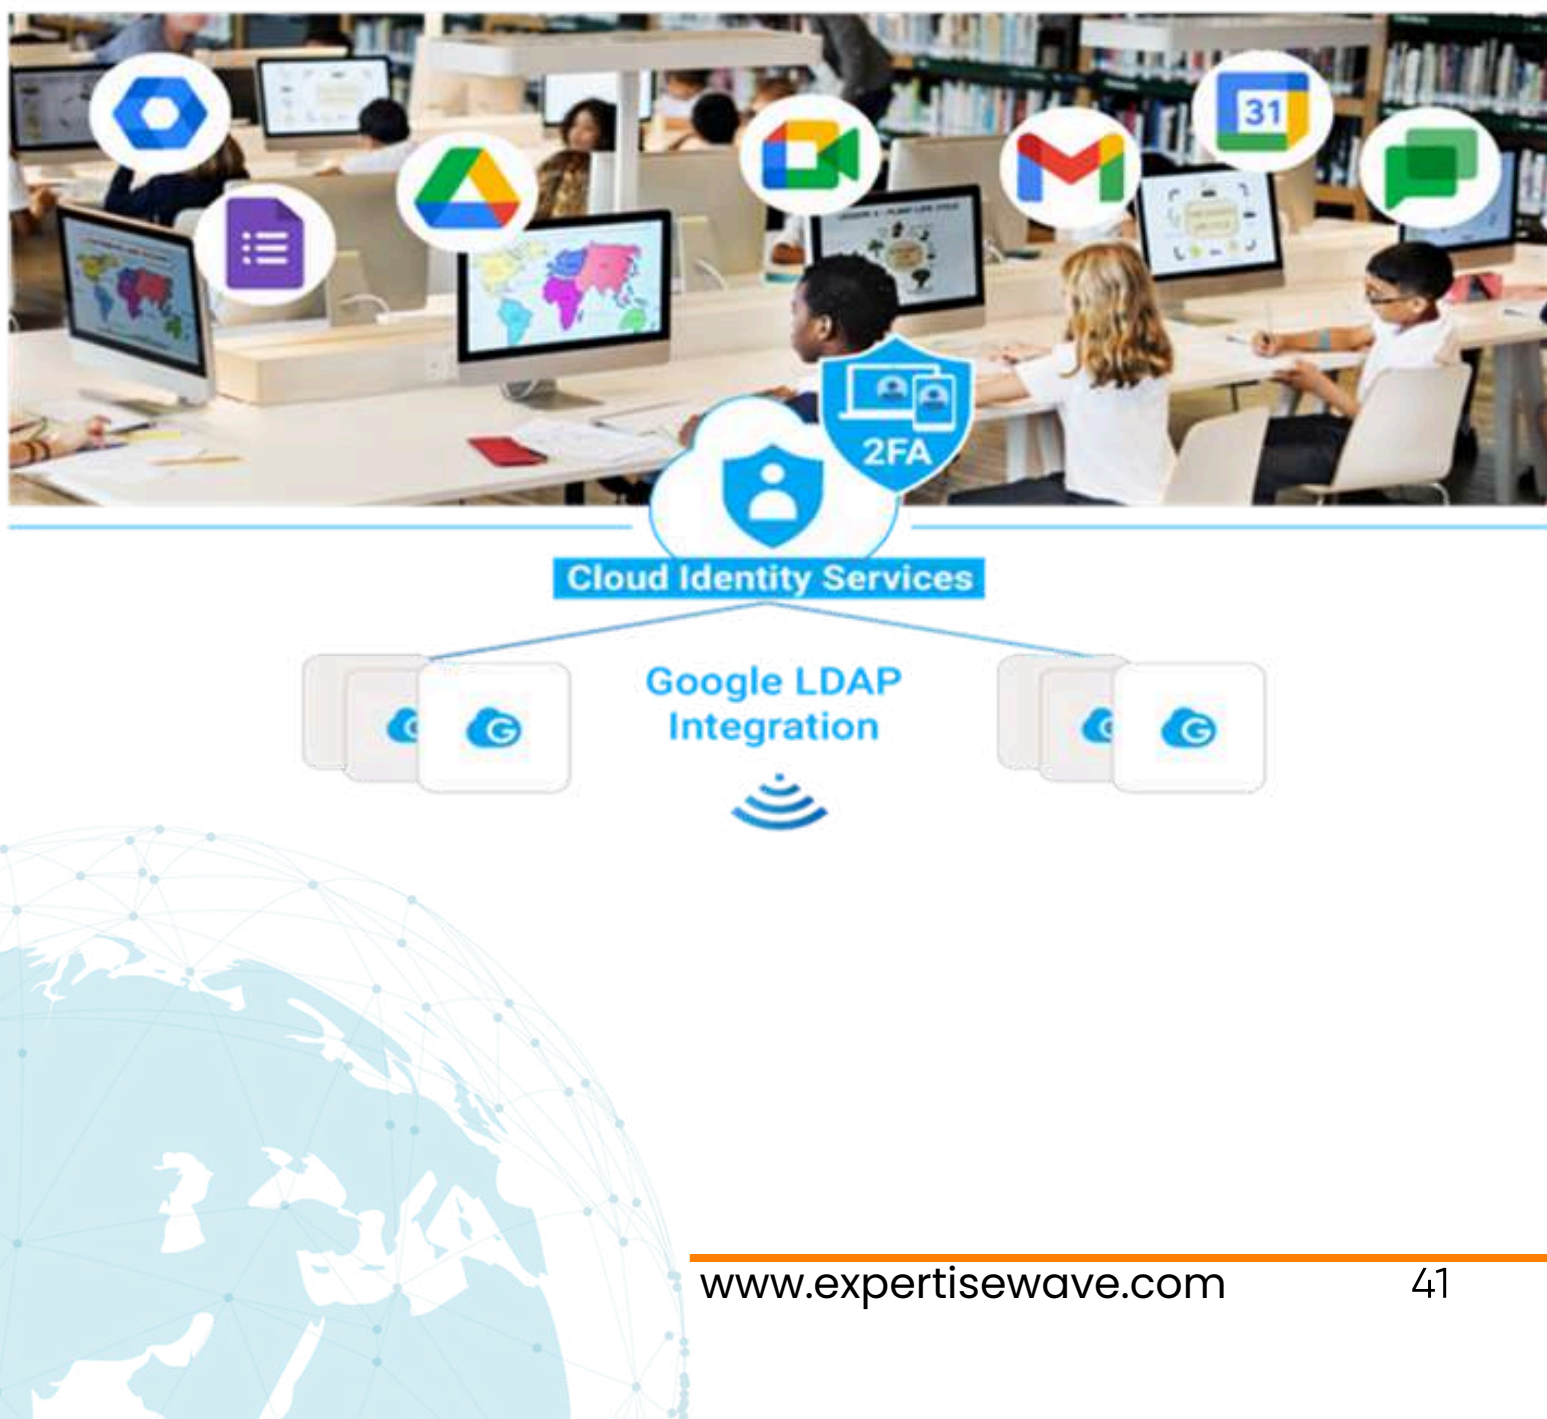 31
2FA
Cloud Identity Services
Google LDAP
Integration
G
G
www.expertisewave.com
41